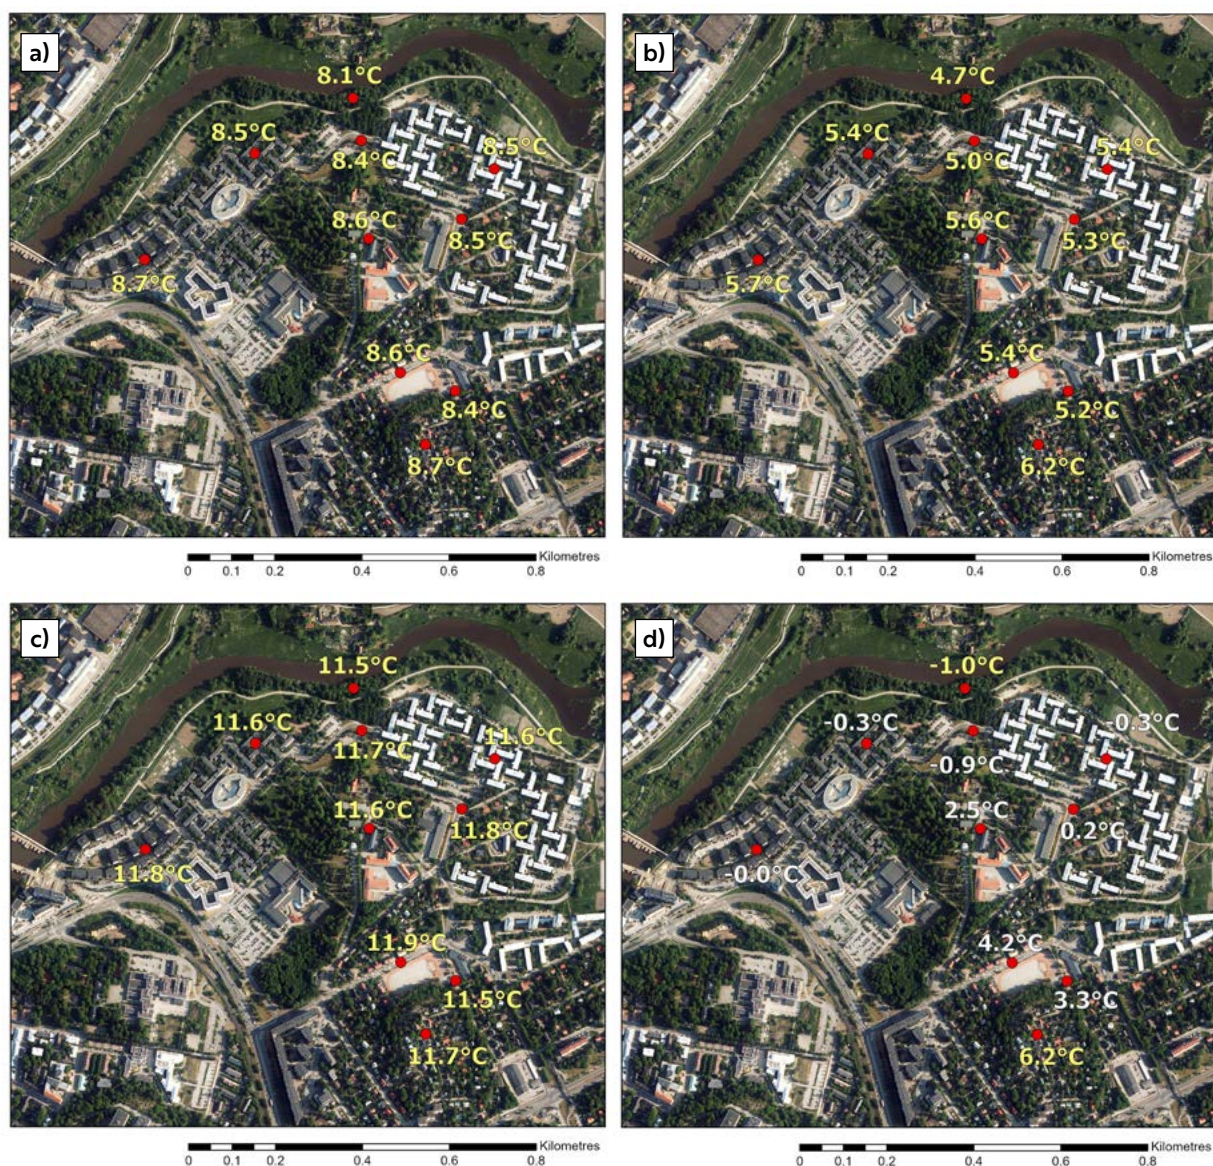 a)
8.1°C
8.5°C
8.4°C
8.5°C
8.6°C
8.5°C
8.7°C
8.6°C
8.4°C
8.7°C
Kilometres
0 0.1 0.2 0.4 0.6 0.8
b)
4.7°C
5.4°C
5.0°C
5.4°C
5.6°C
5.3°C
5.7°C
5.4°C
5.2°C
6.2°C
Kilometres
0 0.1 0.2 0.4 0.6 0.8
c)
11.5°C
11.6°C
11.7°C
11.6°C
11.6°C
11.8°C
11.8°C
11.9°C
11.5°C
11.7°C
Kilometres
0 0.1 0.2 0.4 0.6 0.8
d)
-1.0°C
-0.3°C
-0.9°C
-0.3°C
2.5°C
0.2°C
-0.0°C
4.2°C
3.3°C
6.2°C
Kilometres
0 0.1 0.2 0.4 0.6 0.8